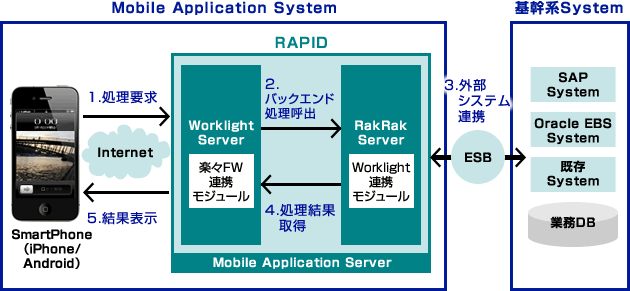 Mobile Application System
基幹系System
RAPID
1.処理要求
2.
バックエンド
処理呼出
3.外部
システム
連携
Internet
Worklight
Server
楽々FW
連携
モジュール
RakRak
Server
Worklight
連携
モジュール
ESB
SAP
System
Oracle EBS
System
既存
System
業務DB
5.結果表示
4.処理結果
取得
SmartPhone
(iPhone/
Android)
Mobile Application Server